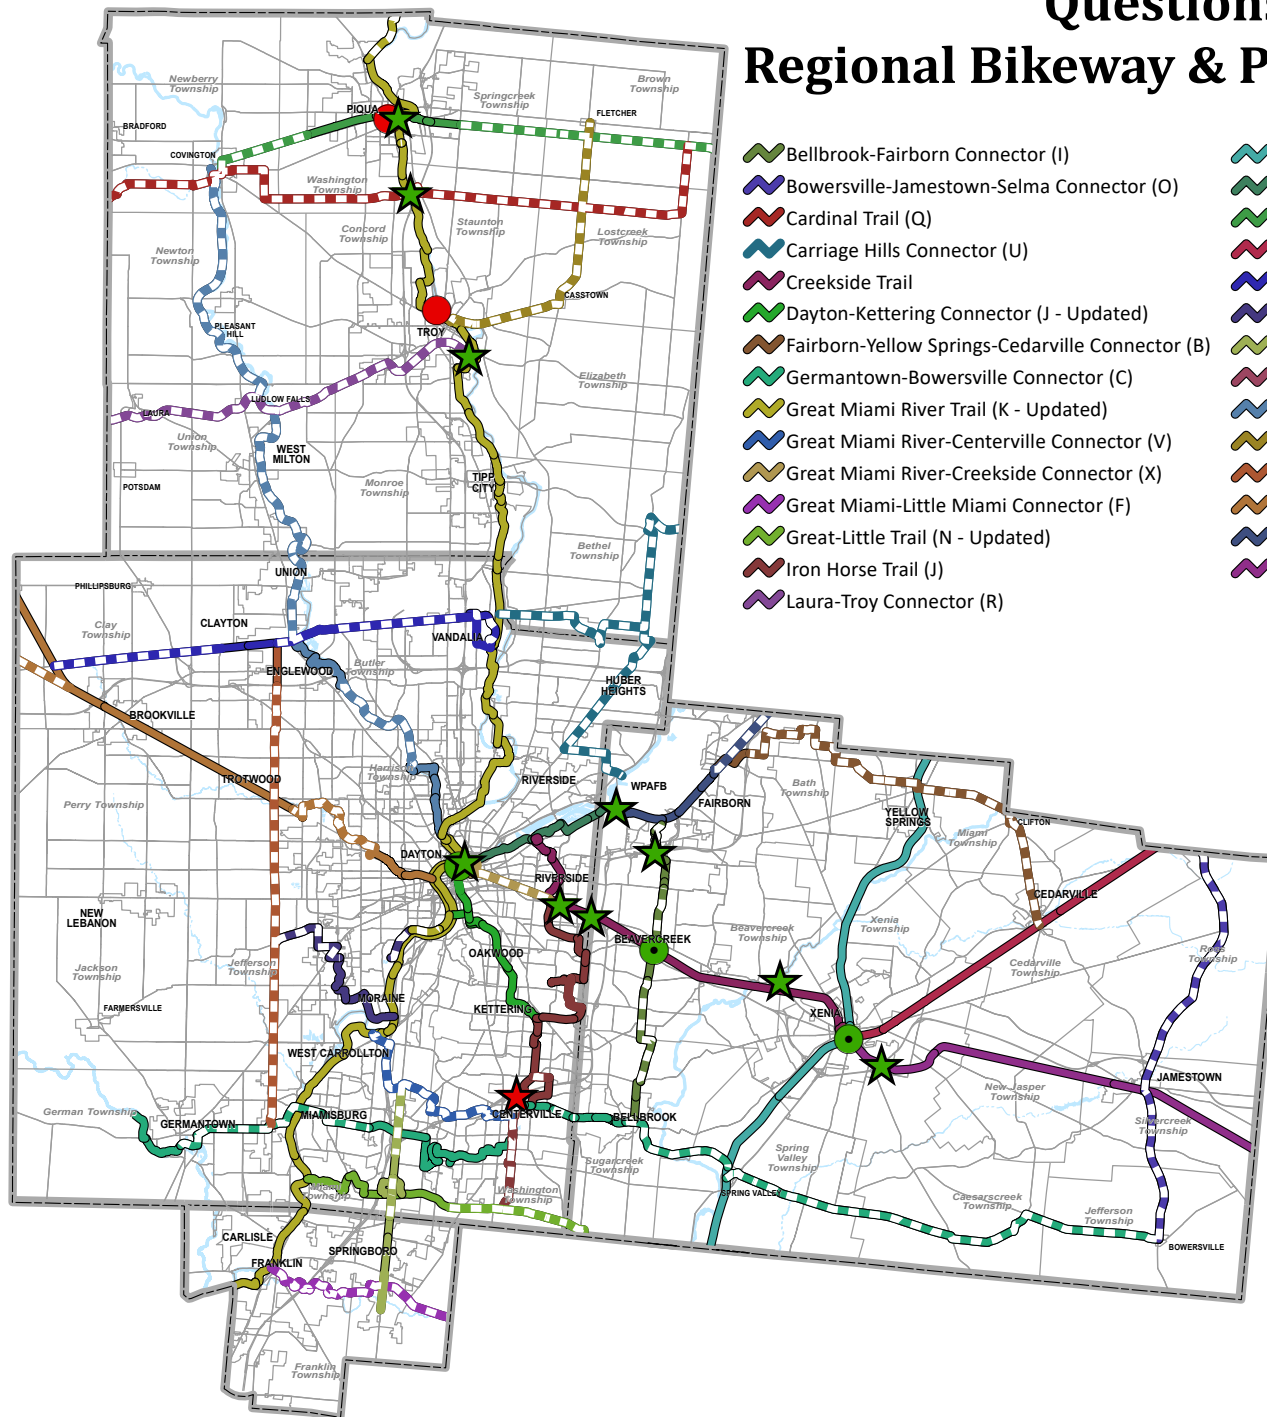 Question
Regional Bikeway & P
Bellbrook-Fairborn Connector (I)
Bowersville-Jamestown-Selma Connector (O)
Cardinal Trail (Q)
Carriage Hills Connector (U)
Creekside Trail
Dayton-Kettering Connector (J - Updated)
Fairborn-Yellow Springs-Cedarville Connector (B)
Germantown-Bowersville Connector (C)
Great Miami River Trail (K - Updated)
Great Miami River-Centerville Connector (V)
Great Miami River-Creekside Connector (X)
Great Miami-Little Miami Connector (F)
Great-Little Trail (N - Updated)
Iron Horse Trail (J)
Laura-Troy Connector (R)
Newberry
Township
Brown
Township
Springcreek
Township
PIQUA
FLETCHER
BRADFORD
COVINGTON
Washington
Township
Concord
Township
Staunton
Township
Lostcreek
Township
Newton
Township
CASSTOWN
PLEASANT
HILL
TROY
Elizabeth
Township
LUDLOW FALLS
LAURA
Union
Township
WEST
MILTON
POTSDAM
Monroe
Township
TIPP
CITY
Bethel
Township
UNION
PHILLIPSBURG
Clay
Township
CLAYTON
VANDALIA
ENGLEWOOD
Butler
Township
HUBER
HEIGHTS
BROOKVILLE
TROTWOOD
Harrison
Township
RIVERSIDE
WPAFB
FAIRBORN
Bath
Township
YELLOW
SPRINGS
Miami
Township
CLIFTON
Perry Township
DAYTON
RIVERSIDE
CEDARVILLE
NEW
LEBANON
OAKWOOD
BEAVERCREEK
Beavercreek
Township
Xenia
Township
Ross
Township
Jackson
Township
Jefferson
Township
Cedarville
Township
FARMERSVILLE
MORAINE
KETTERING
XENIA
WEST CARROLLTON
JAMESTOWN
New Jasper
Township
German Township
GERMANTOWN
MIAMISBURG
CENTERVILLE
BELLBROOK
Silvercreek
Township
Sugarcreek
Township
Spring
Valley
Township
Miami
Township
Washington
Township
SPRING VALLEY
Caesarscreek
Township
Jefferson
Township
BOWERSVILLE
CARLISLE
SPRINGBORO
FRANKLIN
Franklin
Township